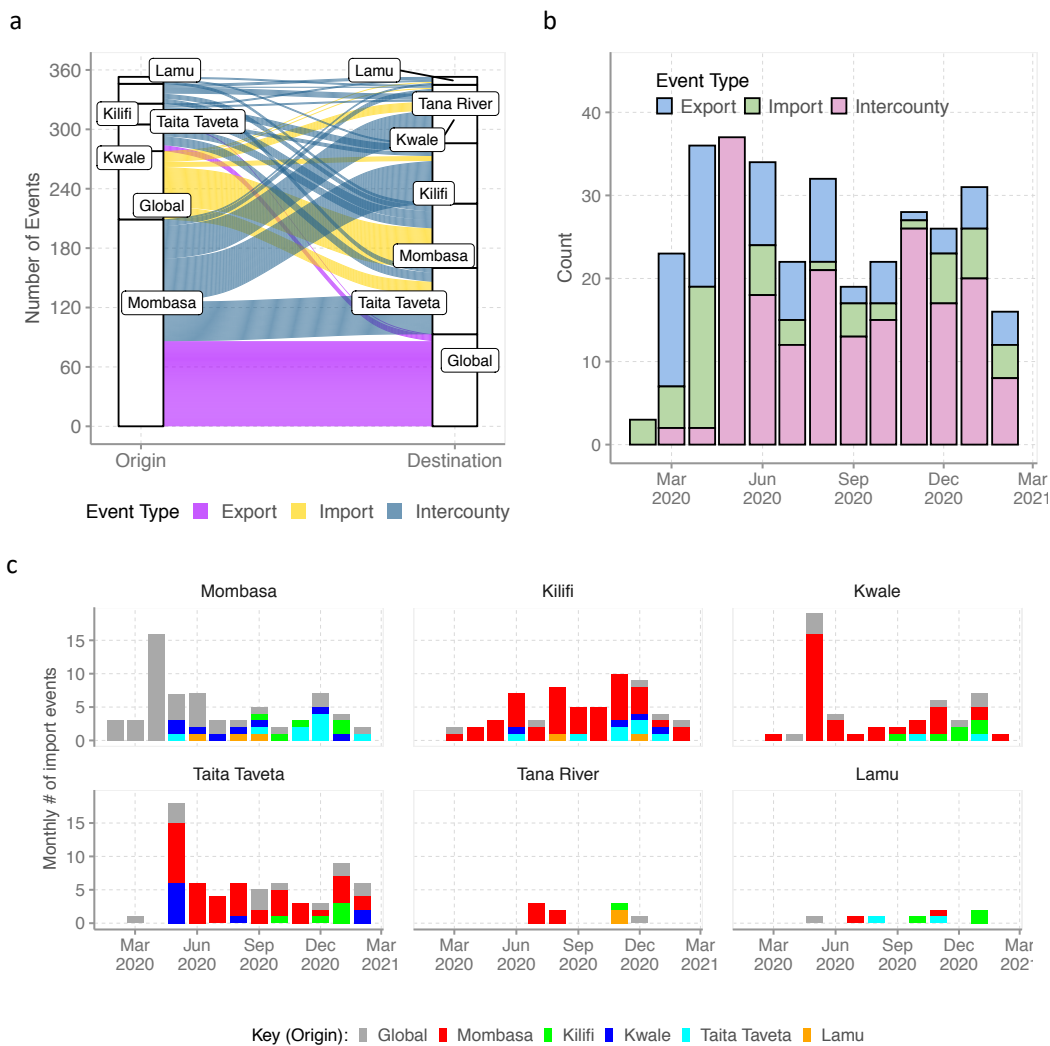 a
Number of Events
360
300
240
180
120
60
0
Lamu
Kilifi
Taita Taveta
Kwale
Global
Mombasa
Lamu
Tana River
Kwale
Kilifi
Mombasa
Taita Taveta
Global
Origin
Destination
Event Type Export Import Intercounty
b
Event Type
Export Import Intercounty
Count
40
30
20
10
0
Mar 2020
Jun 2020
Sep 2020
Dec 2020
Mar 2021
c
Monthly # of import events
Mombasa
Kilifi
Kwale
15
10
5
0
Taita Taveta
Tana River
Lamu
15
10
5
0
Mar Jun Sep Dec Mar
2020 2020 2020 2020 2021
Mar Jun Sep Dec Mar
2020 2020 2020 2020 2021
Mar Jun Sep Dec Mar
2020 2020 2020 2020
Key (Origin): Global Mombasa Kilifi Kwale Taita Taveta Lamu